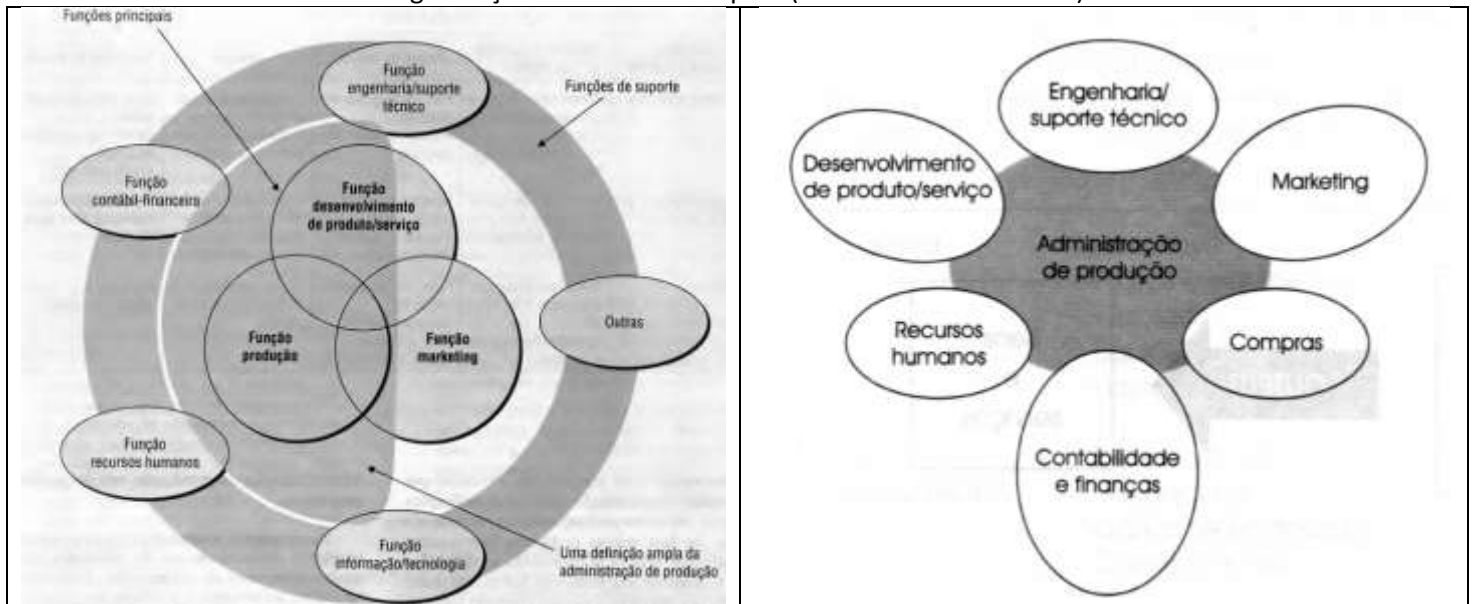 Funções principais
Função
engenharia/suporte
técnico
Funções de suporte
Função
contábil-financeira
Função
desenvolvimento
de produto/serviço
Função
produção
Função
marketing
Outras
Função
recursos humanos
Função
informação/tecnologia
Uma definição ampla da
administração de produção
Engenharia/
suporte técnico
Desenvolvimento
de produto/serviço
Marketing
Administração
de produção
Recursos
humanos
Compras
Contabilidade
e finanças